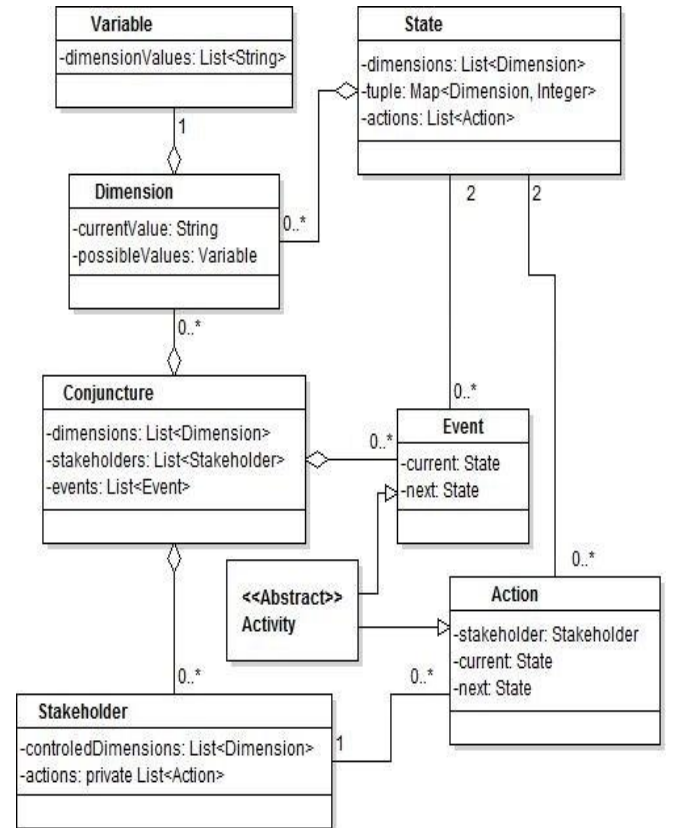 Variable
-dimensionValues: List<String>
State
-dimensions: List<Dimension>
-tuple: Map<Dimension, Integer>
-actions: List<Action>
1
Dimension
-currentValue: String
-possibleValues: Variable
0..*
2
2
0..*
Conjuncture
-dimensions: List<Dimension>
-stakeholders: List<Stakeholder>
-events: List<Event>
0..*
0..*
Event
-current: State
-next: State
<<Abstract>>
Activity
0..*
Action
-stakeholder: Stakeholder
-current: State
-next: State
0..*
0..*
Stakeholder
-controledDimensions: List<Dimension>
-actions: private List<Action>
1